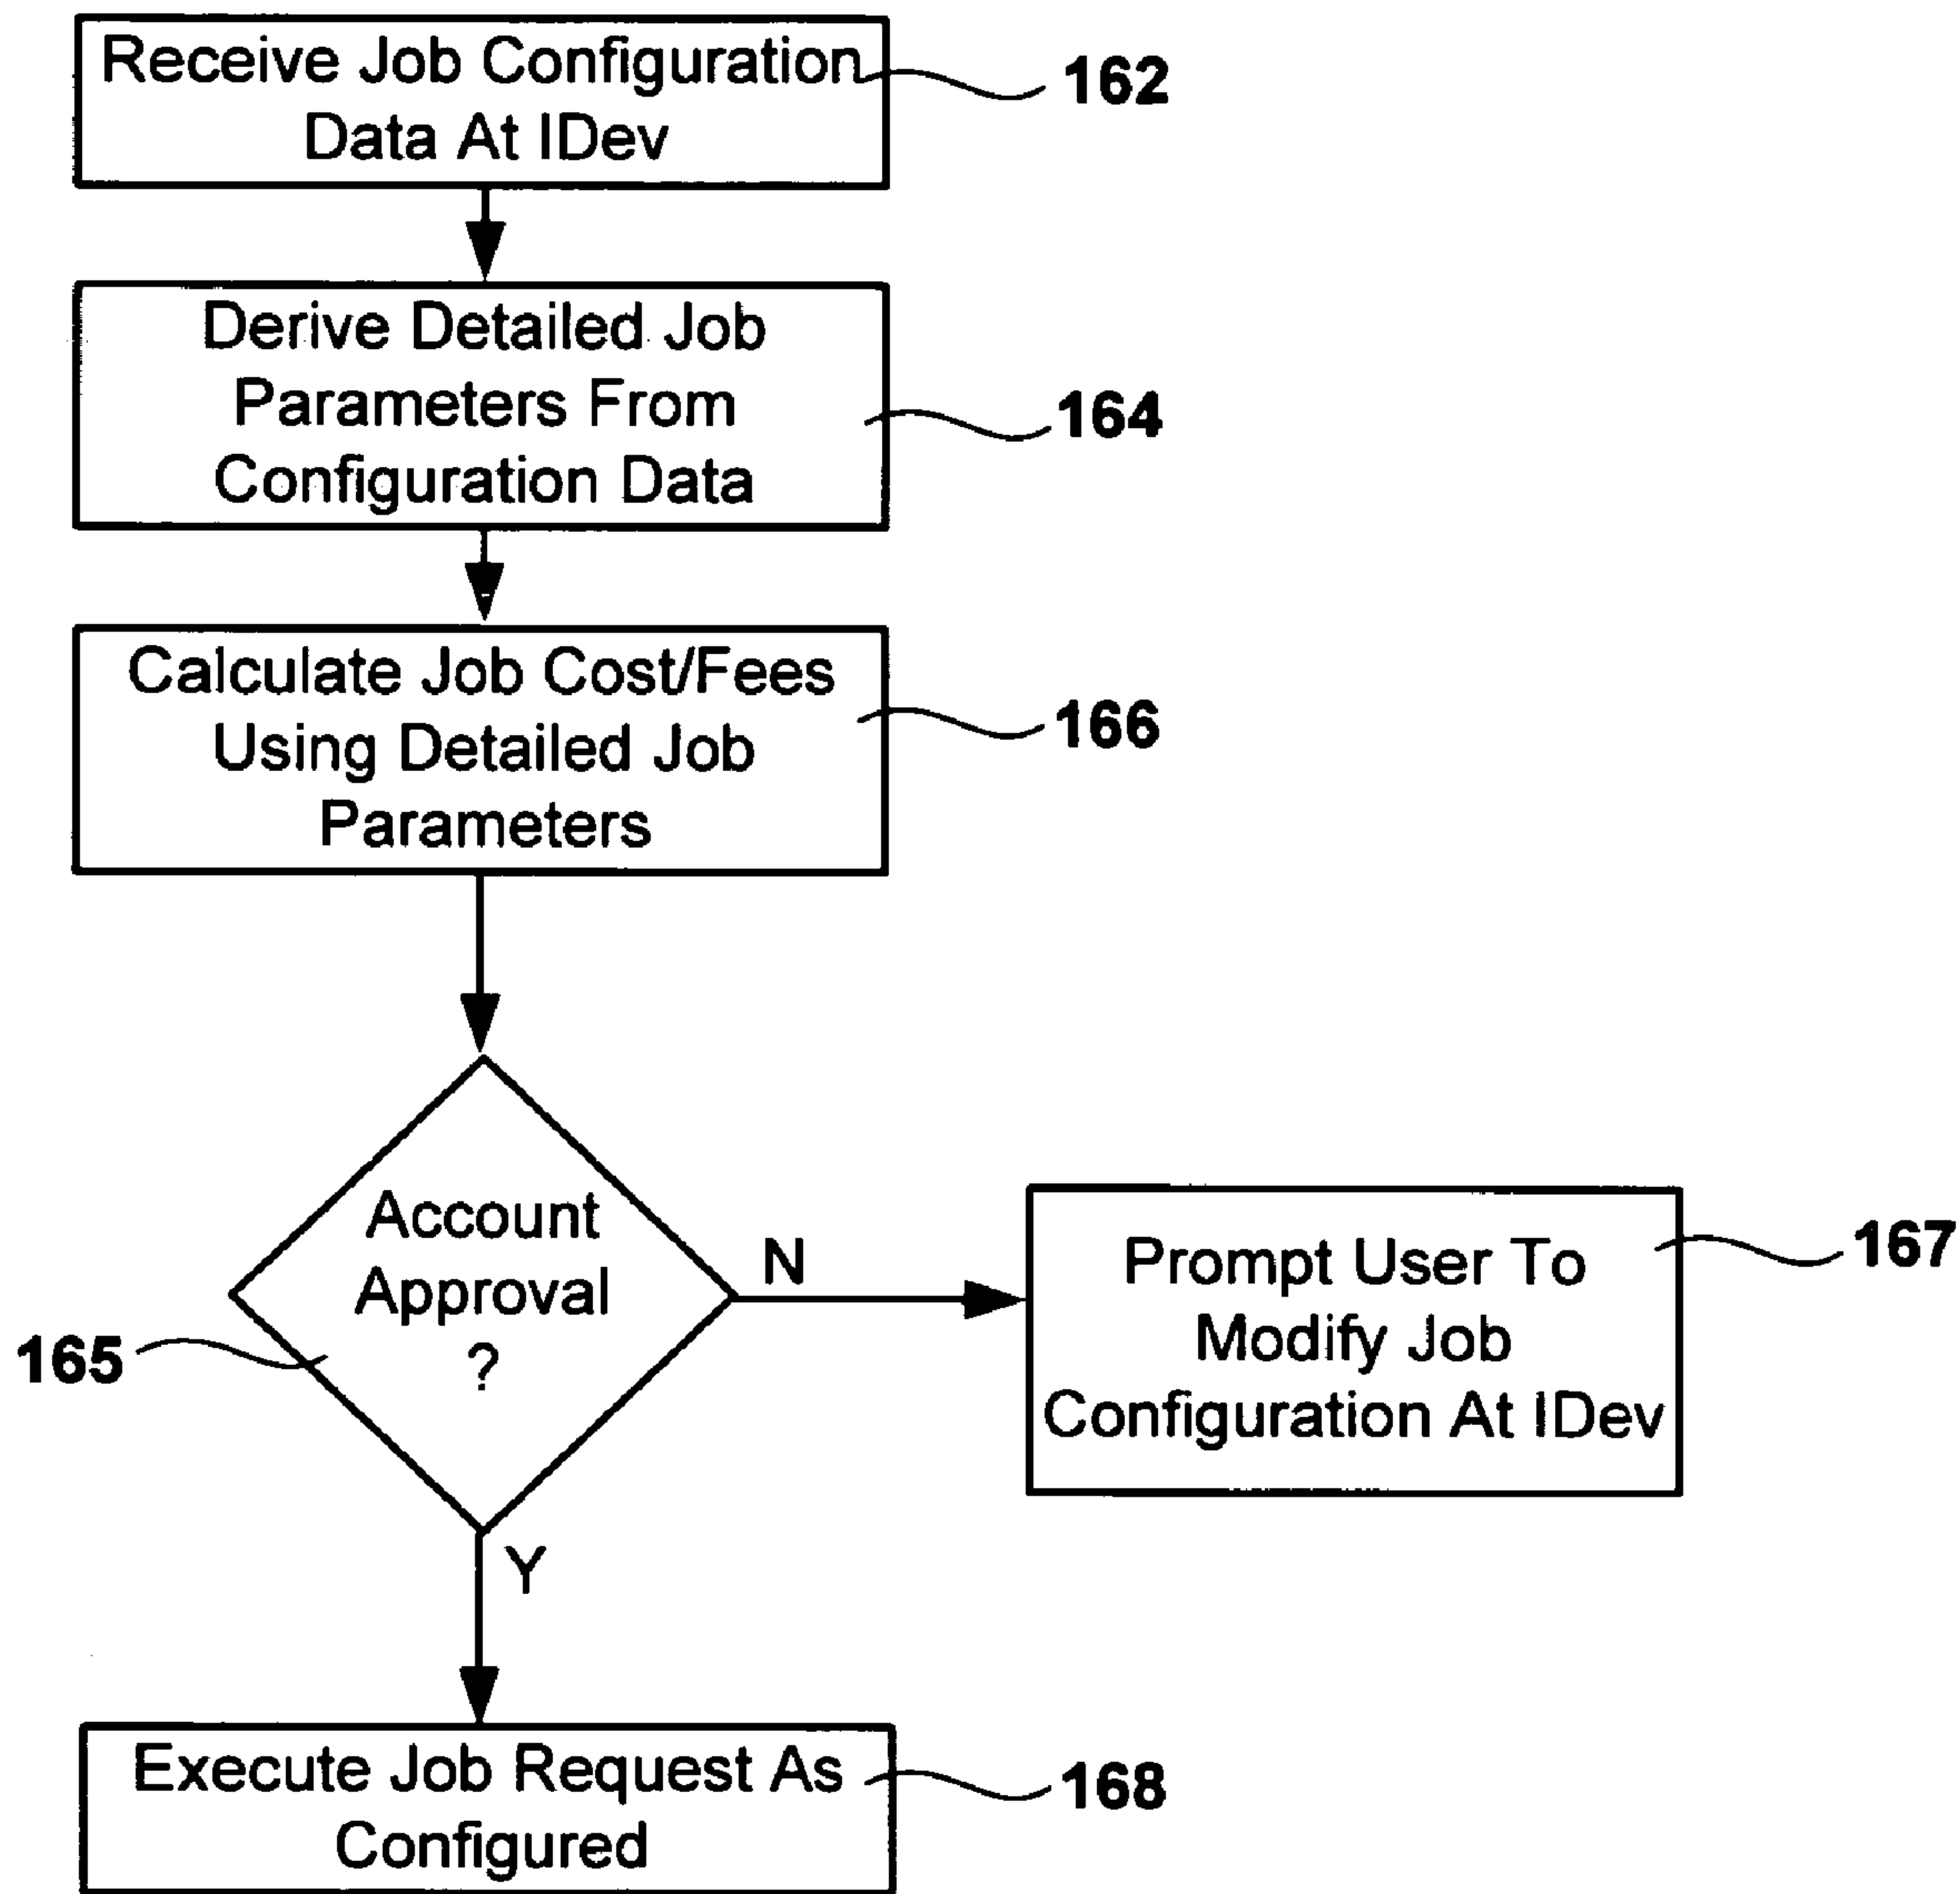 Receive Job Configuration
Data At IDev
162
Derive Detailed Job
Parameters From
Configuration Data
164
Calculate Job Cost/Fees
Using Detailed Job
Parameters
166
Account
Approval
?
165
N
Prompt User To
Modify Job
Configuration At IDev
167
Y
Execute Job Request As
Configured
168